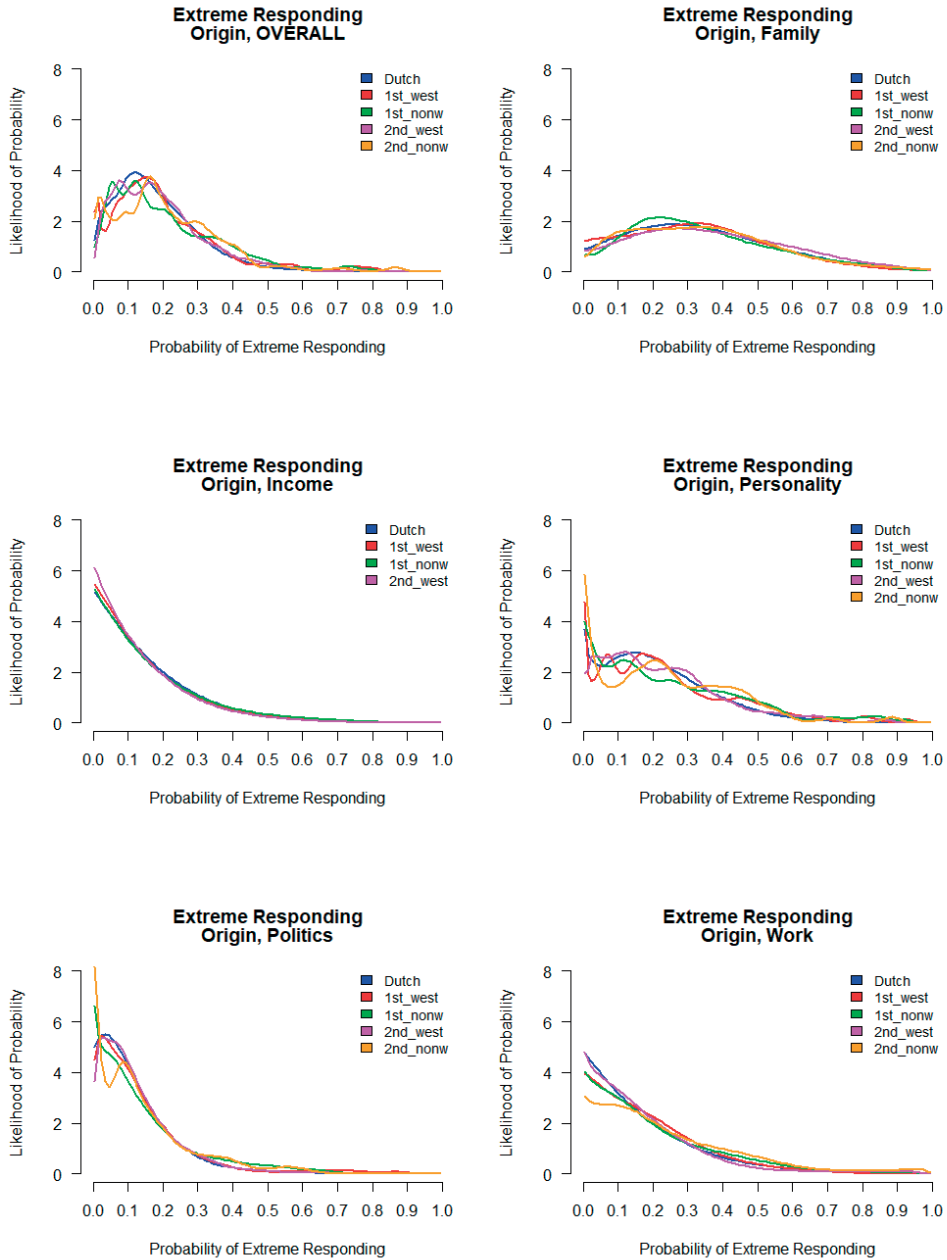 Extreme Responding
Origin, OVERALL
Likelihood of Probability
8
6
4
2
0
Dutch
1st_west
1st_nonw
2nd_west
2nd_nonw
0.0 0.1 0.2 0.3 0.4 0.5 0.6 0.7 0.8 0.9 1.0
Probability of Extreme Responding
Extreme Responding
Origin, Family
Likelihood of Probability
8
6
4
2
0
Dutch
1st_west
1st_nonw
2nd_west
2nd_nonw
0.0 0.1 0.2 0.3 0.4 0.5 0.6 0.7 0.8 0.9 1.0
Probability of Extreme Responding
Extreme Responding
Origin, Income
Likelihood of Probability
8
6
4
2
0
Dutch
1st_west
1st_nonw
2nd_west
0.0 0.1 0.2 0.3 0.4 0.5 0.6 0.7 0.8 0.9 1.0
Probability of Extreme Responding
Extreme Responding
Origin, Personality
Likelihood of Probability
8
6
4
2
0
Dutch
1st_west
1st_nonw
2nd_west
2nd_nonw
0.0 0.1 0.2 0.3 0.4 0.5 0.6 0.7 0.8 0.9 1.0
Probability of Extreme Responding
Extreme Responding
Origin, Politics
Likelihood of Probability
8
6
4
2
0
Dutch
1st_west
1st_nonw
2nd_west
2nd_nonw
0.0 0.1 0.2 0.3 0.4 0.5 0.6 0.7 0.8 0.9 1.0
Probability of Extreme Responding
Extreme Responding
Origin, Work
Likelihood of Probability
8
6
4
2
0
Dutch
1st_west
1st_nonw
2nd_west
2nd_nonw
0.0 0.1 0.2 0.3 0.4 0.5 0.6 0.7 0.8 0.9 1.0
Probability of Extreme Responding